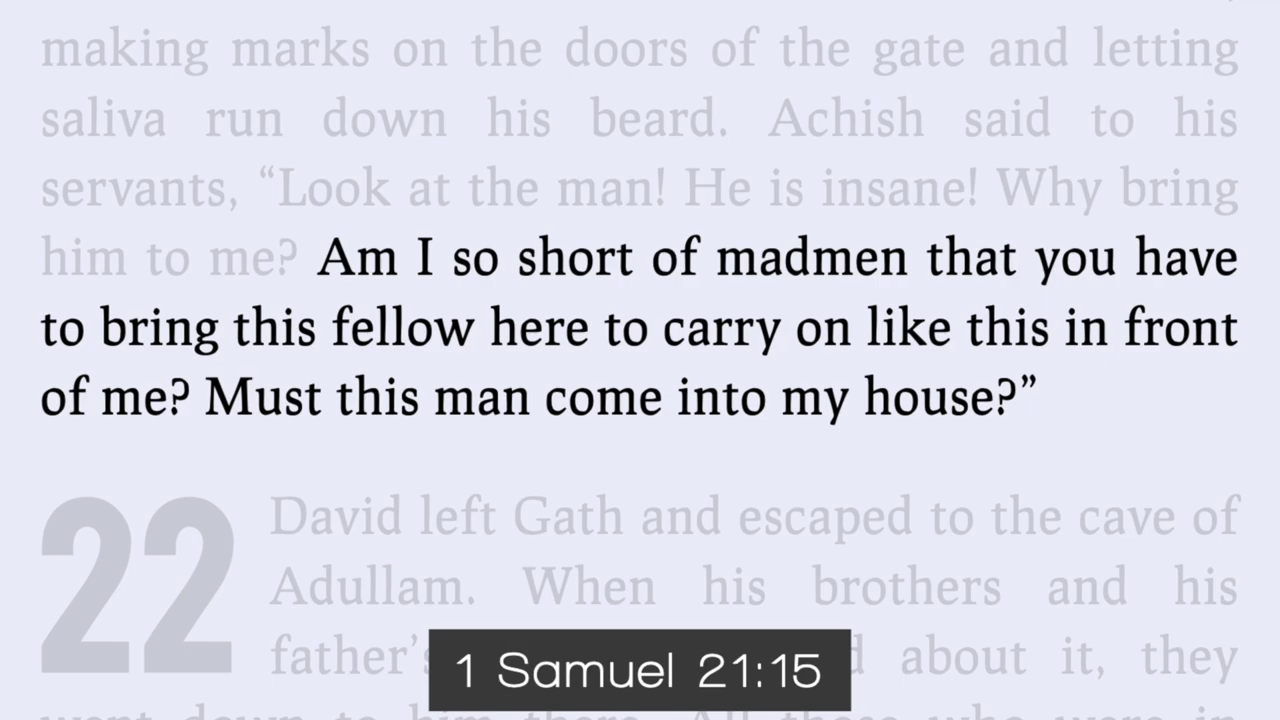 making marks on the doors of the gate and letting
saliva run down his beard. Achish said to his
servants, “Look at the man! He is insane! Why bring
him to me? Am I so short of madmen that you have
to bring this fellow here to carry on like this in front
of me? Must this man come into my house?”
22
David left Gath and escaped to the cave of
Adullam. When his brothers and his
father’s about it, they
1 Samuel 21:15